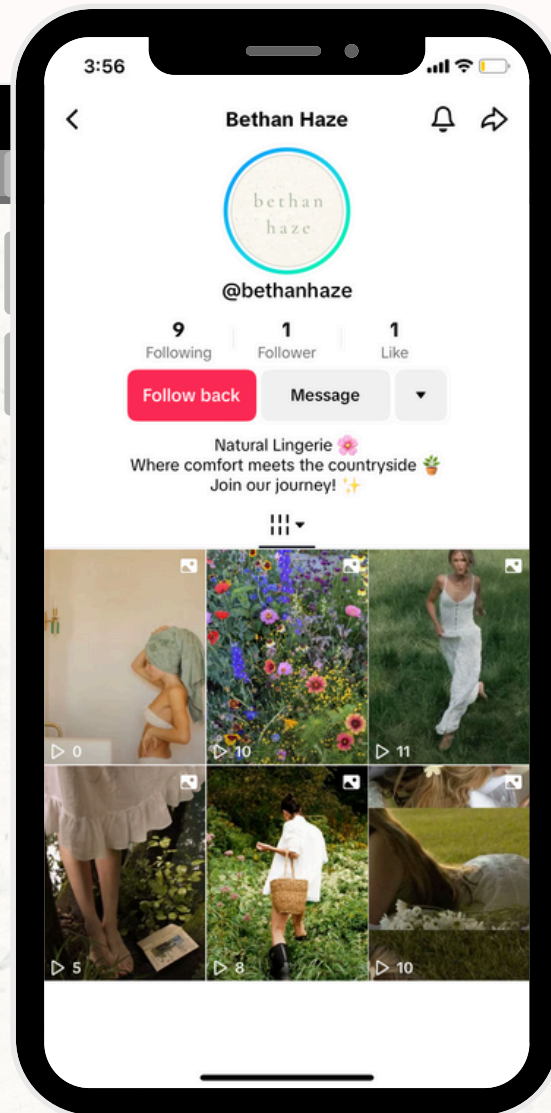 3:56
Bethan Haze
bethan
haze
@bethanhaze
9 1 1
Following Follower Like
Follow back Message
Natural Lingerie 🌸
Where comfort meets the countryside 🪴
Join our journey! ✨
0 10 11
5 8 10